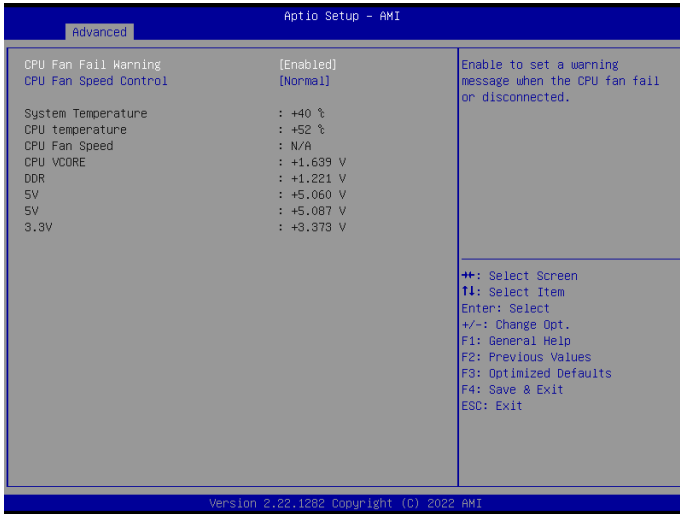 Aptio Setup – AMI
Advanced
CPU Fan Fail Warning [Enabled]
CPU Fan Speed Control [Normal]
System Temperature : +40 %
CPU temperature : +52 %
CPU Fan Speed : N/A
CPU VCORE : +1.639 V
DDR : +1.221 V
5V : +5.060 V
5V : +5.087 V
3.3V : +3.373 V
Enable to set a warning
message when the CPU fan fail
or disconnected.
→←: Select Screen
↑↓: Select Item
Enter: Select
+/-: Change Opt.
F1: General Help
F2: Previous Values
F3: Optimized Defaults
F4: Save & Exit
ESC: Exit
Version 2.22.1282 Copyright (C) 2022 AMI